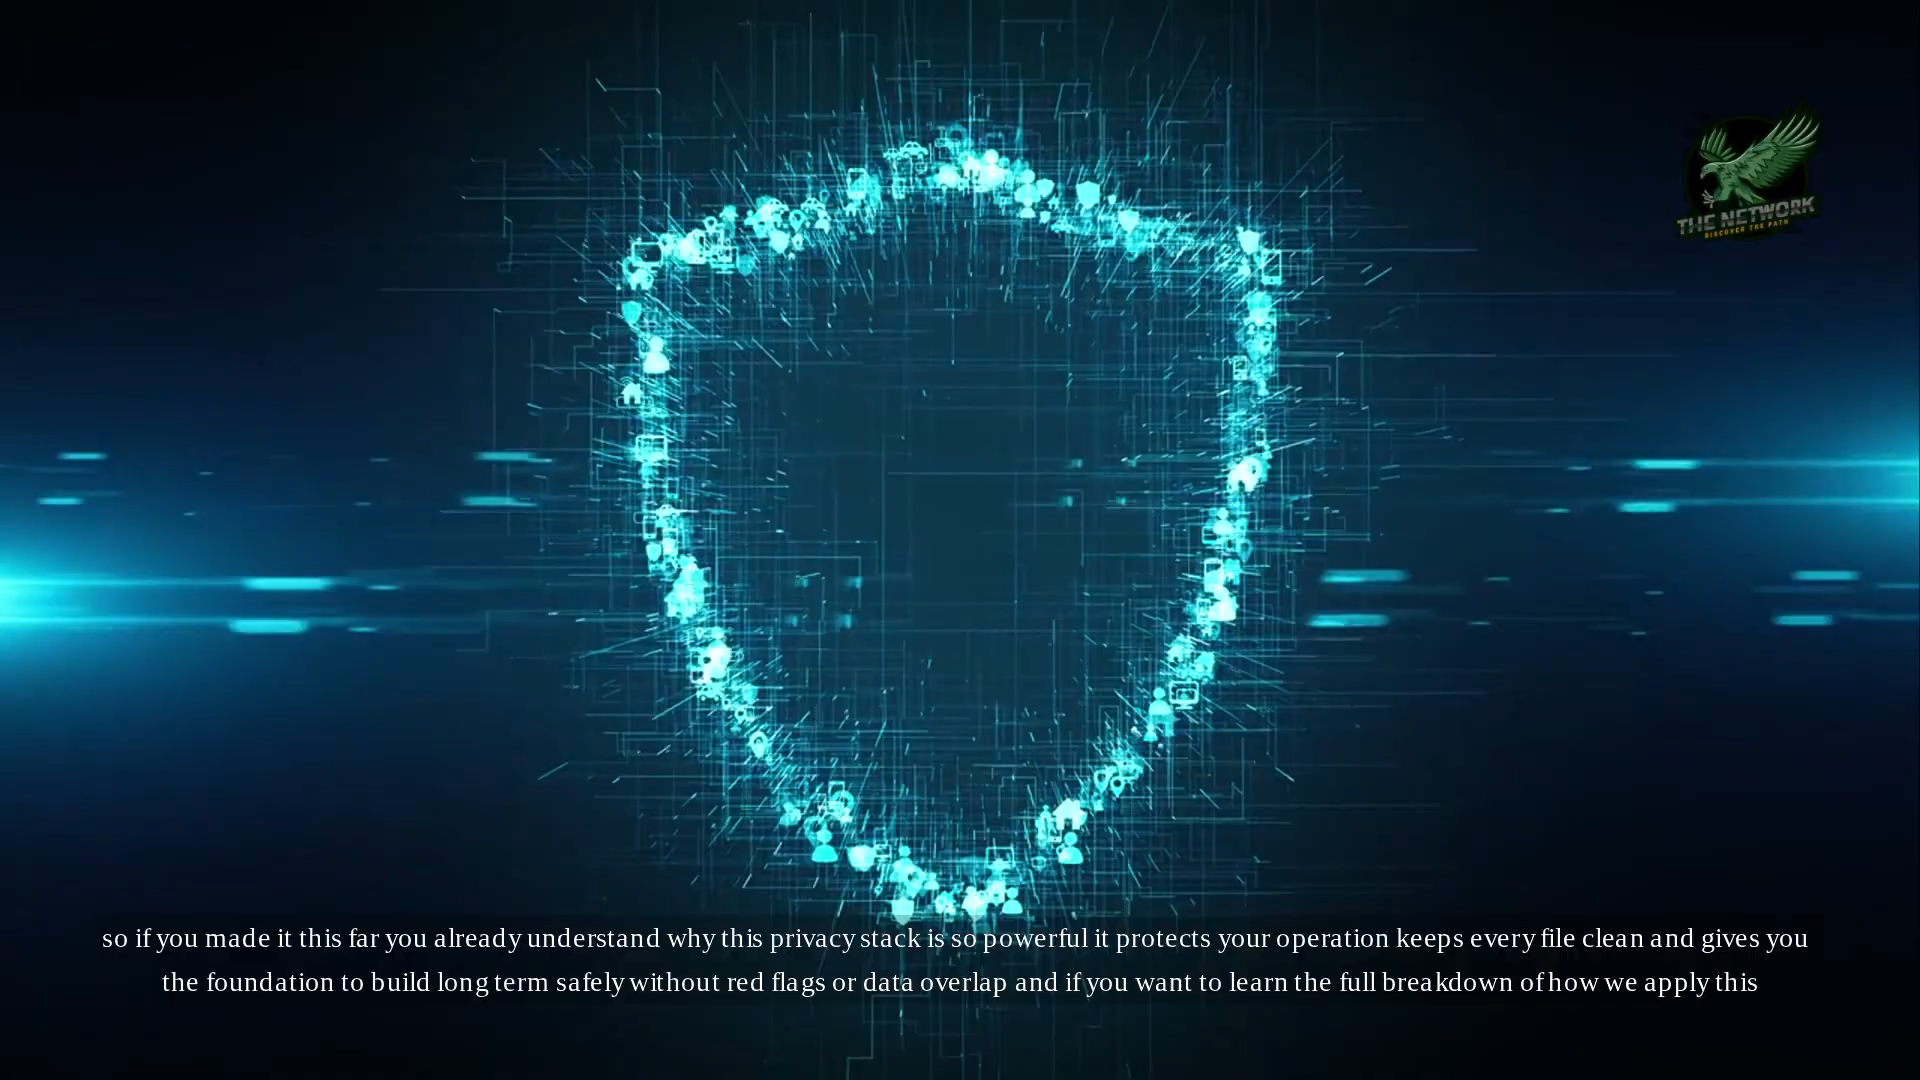 THE NETWORK
DISCOVER THE PATH
so if you made it this far you already understand why this privacy stack is so powerful it protects your operation keeps every file clean and gives you
the foundation to build long term safely without red flags or data overlap and if you want to learn the full breakdown of how we apply this